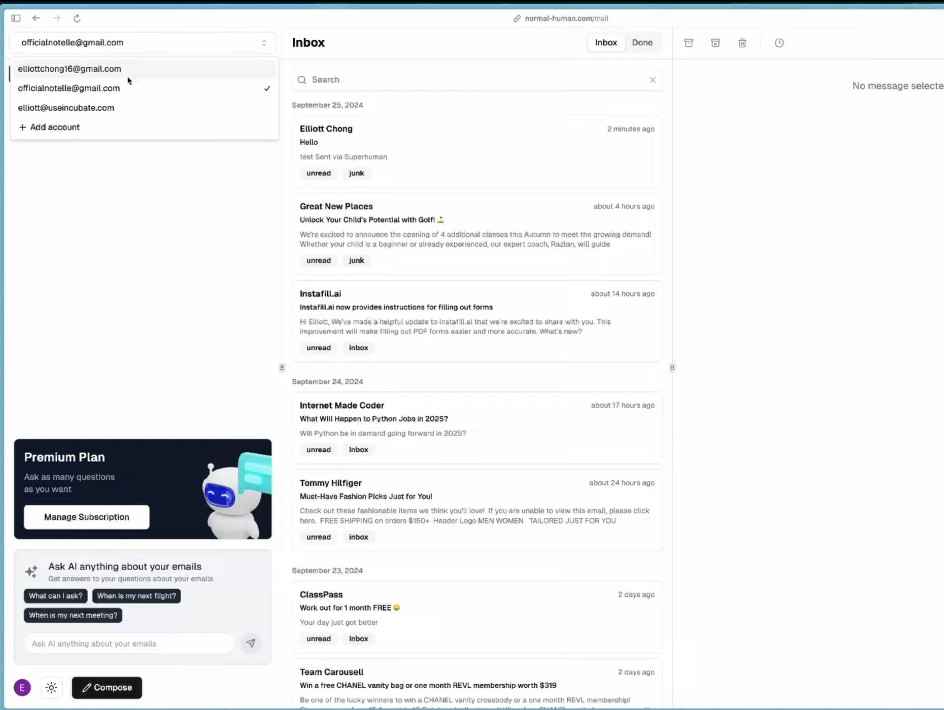 normal-human.com/mail
officialnotelle@gmail.com
elliottchong16@gmail.com
officialnotelle@gmail.com
elliott@useincubate.com
+ Add account
Premium Plan
Ask as many questions
as you want
Manage Subscription
Ask AI anything about your emails
Get answers to your questions about your emails
What can I ask?
When is my next flight?
When is my next meeting?
Ask AI anything about your emails
E
Compose
Inbox
Inbox
Done
Search
September 25, 2024
Elliott Chong
2 minutes ago
Hello
test Sent via Superhuman
unread
junk
Great New Places
about 4 hours ago
Unlock Your Child's Potential with Golf!
We're excited to announce the opening of 4 additional classes this Autumn to meet the growing demand!
Whether your child is a beginner or already experienced, our expert coach, Razlan, will guide
unread
junk
Instafill.ai
about 14 hours ago
Instafill.ai now provides instructions for filling out forms
Hi Elliott, We've made a helpful update to Instafill.ai that we're excited to share with you. This
improvement will make filling out PDF forms easier and more accurate. What's new?
unread
inbox
September 24, 2024
Internet Made Coder
about 17 hours ago
What Will Happen to Python Jobs in 2025?
Will Python be in demand going forward in 2025?
unread
inbox
Tommy Hilfiger
about 24 hours ago
Must-Have Fashion Picks Just for You!
Check out these fashionable items we think you'll love! If you are unable to view this email, please click
here. FREE SHIPPING on orders $150+ Header Logo MEN WOMEN TAILORED JUST FOR YOU
unread
inbox
September 23, 2024
ClassPass
2 days ago
Work out for 1 month FREE
Your day just got better
unread
inbox
Team Carousell
2 days ago
Win a free CHANEL vanity bag or one month REVL membership worth $319
Be one of the lucky winners to win a CHANEL vanity crossbody or a one month REVL membership!
No message selecte